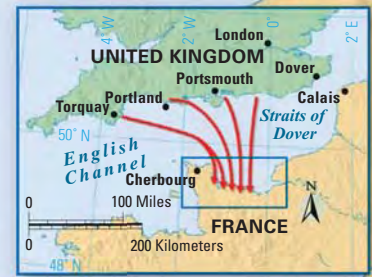 4° W
0°
2° E
London
UNITED KINGDOM
Dover
Portsmouth
Portland
Torquay
Calais
Straits of
Dover
50° N
English
Channel
Cherbourg
N
0 100 Miles
FRANCE
0 200 Kilometers
48° N